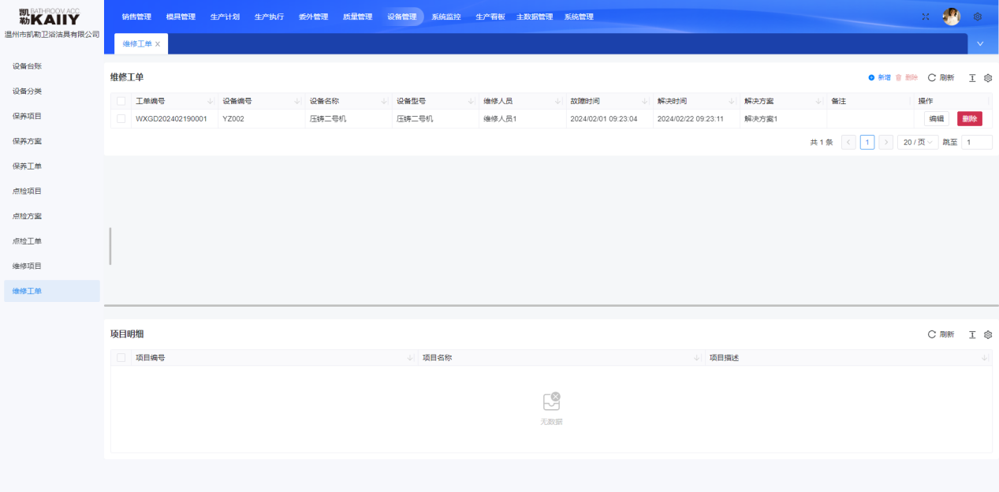 凯勒 BATHROOV ACC. KAIIY
温州市凯勒卫浴洁具有限公司
销售管理 模具管理 生产计划 生产执行 委外管理 质量管理 设备管理 系统监控 生产看板 主数据管理 系统管理
维修工单
设备台账
设备分类
保养项目
保养方案
保养工单
点检项目
点检方案
点检工单
维修项目
维修工单
维修工单 新增 删除 刷新
工单编号 设备编号 设备名称 设备型号 维修人员 故障时间 解决时间 解决方案 备注 操作
WXGD202402190001 YZ002 压铸二号机 压铸二号机 维修人员1 2024/02/01 09:23:04 2024/02/22 09:23:11 解决方案1 编辑 删除
共 1 条 1 20 / 页 跳至 1
项目明细 刷新
项目编号 项目名称 项目描述
无数据